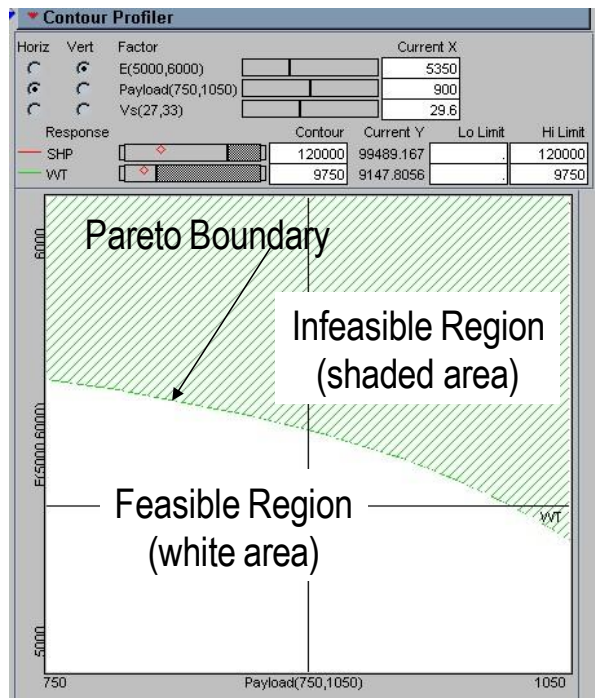 Contour Profiler
Horiz Vert Factor Current X
E(5000,6000) 5350
Payload(750,1050) 900
Vs(27,33) 29.6
Response Contour Current Y Lo Limit Hi Limit
SHP 120000 99489.167 . 120000
WT 9750 9147.8056 . 9750
6000
Pareto Boundary
Infeasible Region
(shaded area)
E(5000,6000)
Feasible Region
(white area)
WT
5000
750 Payload(750,1050) 1050